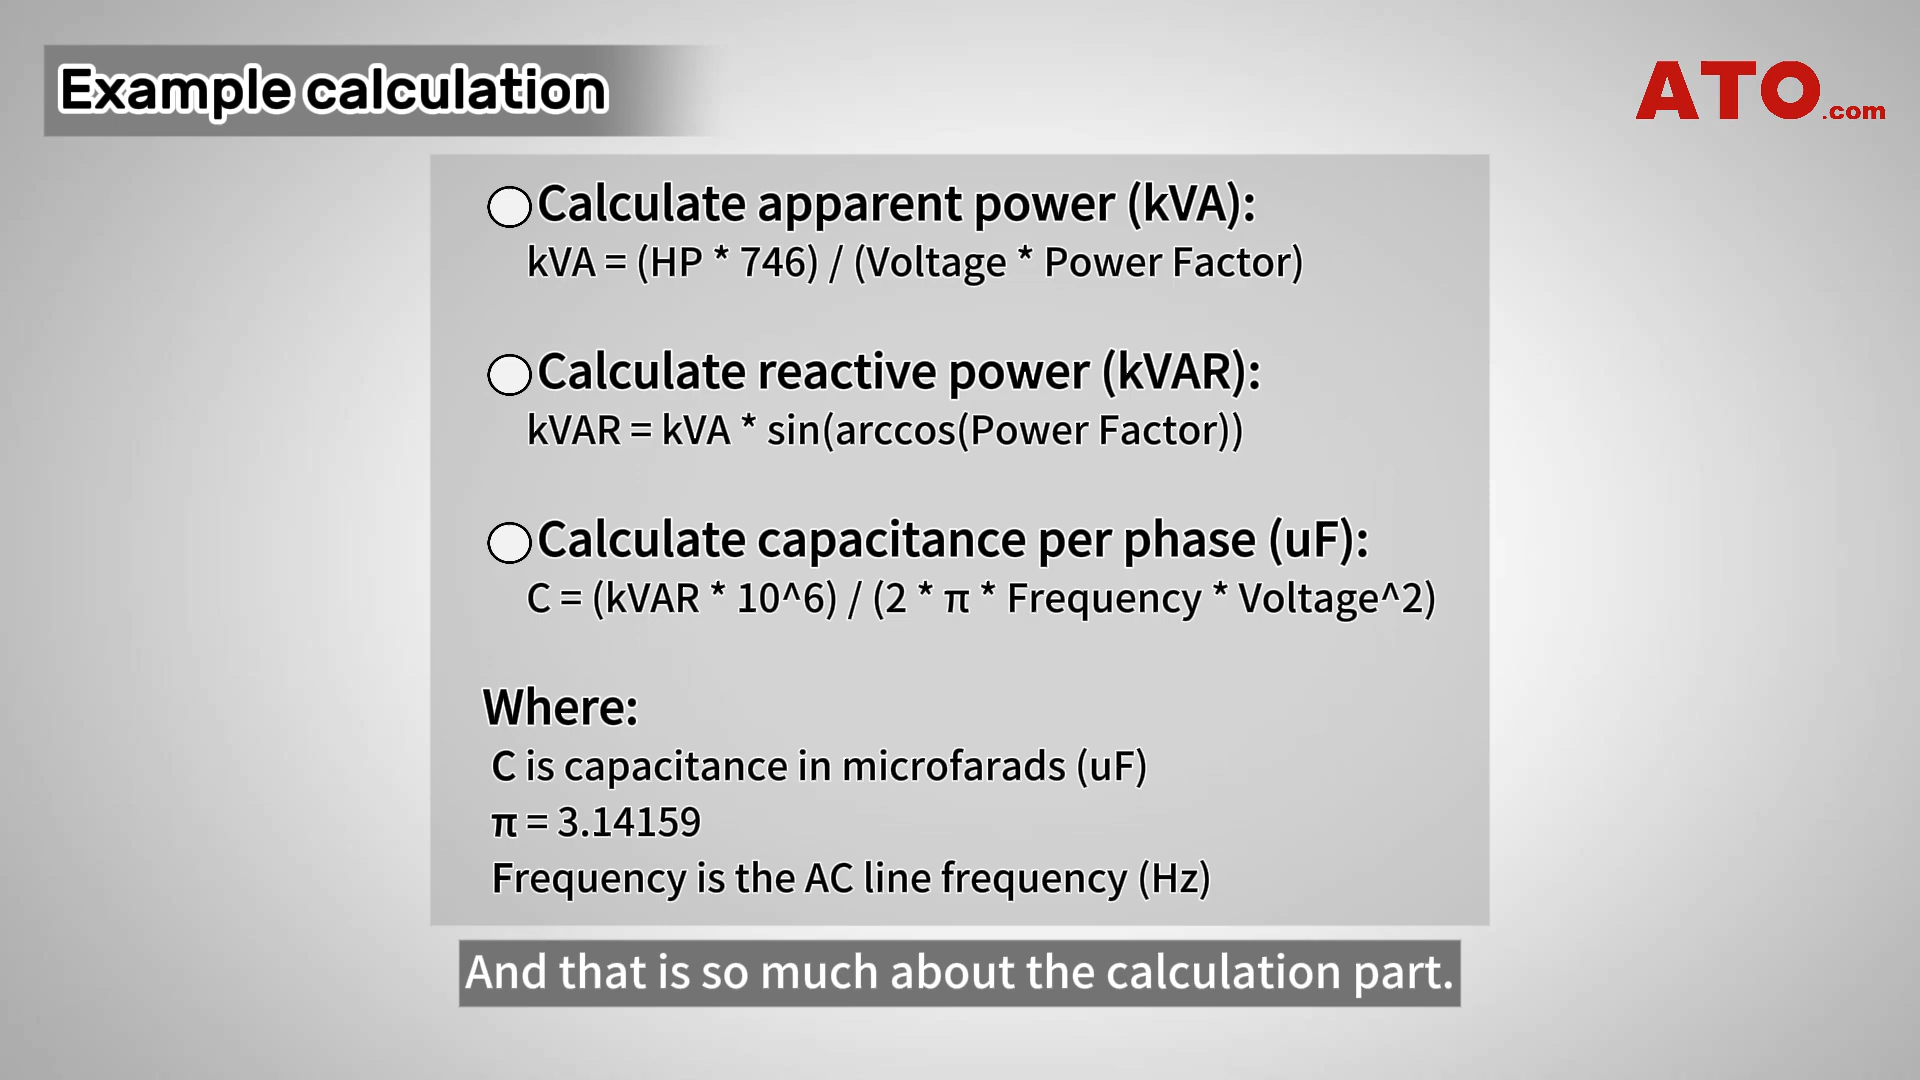 Example calculation
ATO.com
Calculate apparent power (kVA):
kVA = (HP * 746) / (Voltage * Power Factor)
Calculate reactive power (kVAR):
kVAR = kVA * sin(arccos(Power Factor))
Calculate capacitance per phase (uF):
C = (kVAR * 10^6) / (2 * π * Frequency * Voltage^2)
Where:
C is capacitance in microfarads (uF)
π = 3.14159
Frequency is the AC line frequency (Hz)
And that is so much about the calculation part.